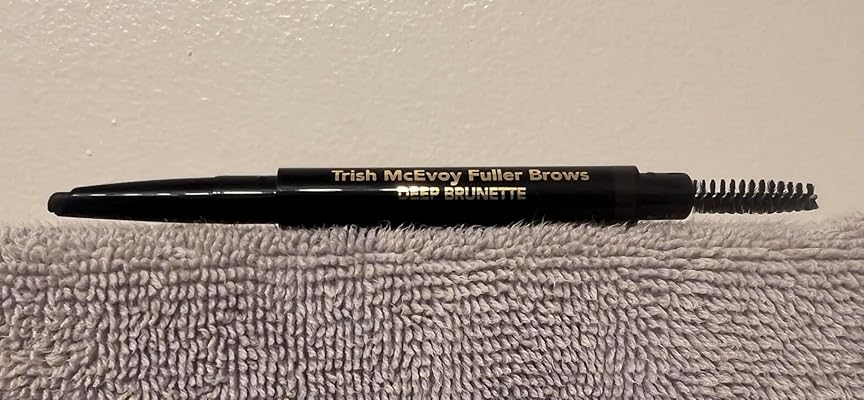 Trish McEvoy Fuller Brows
DEEP BRUNETTE